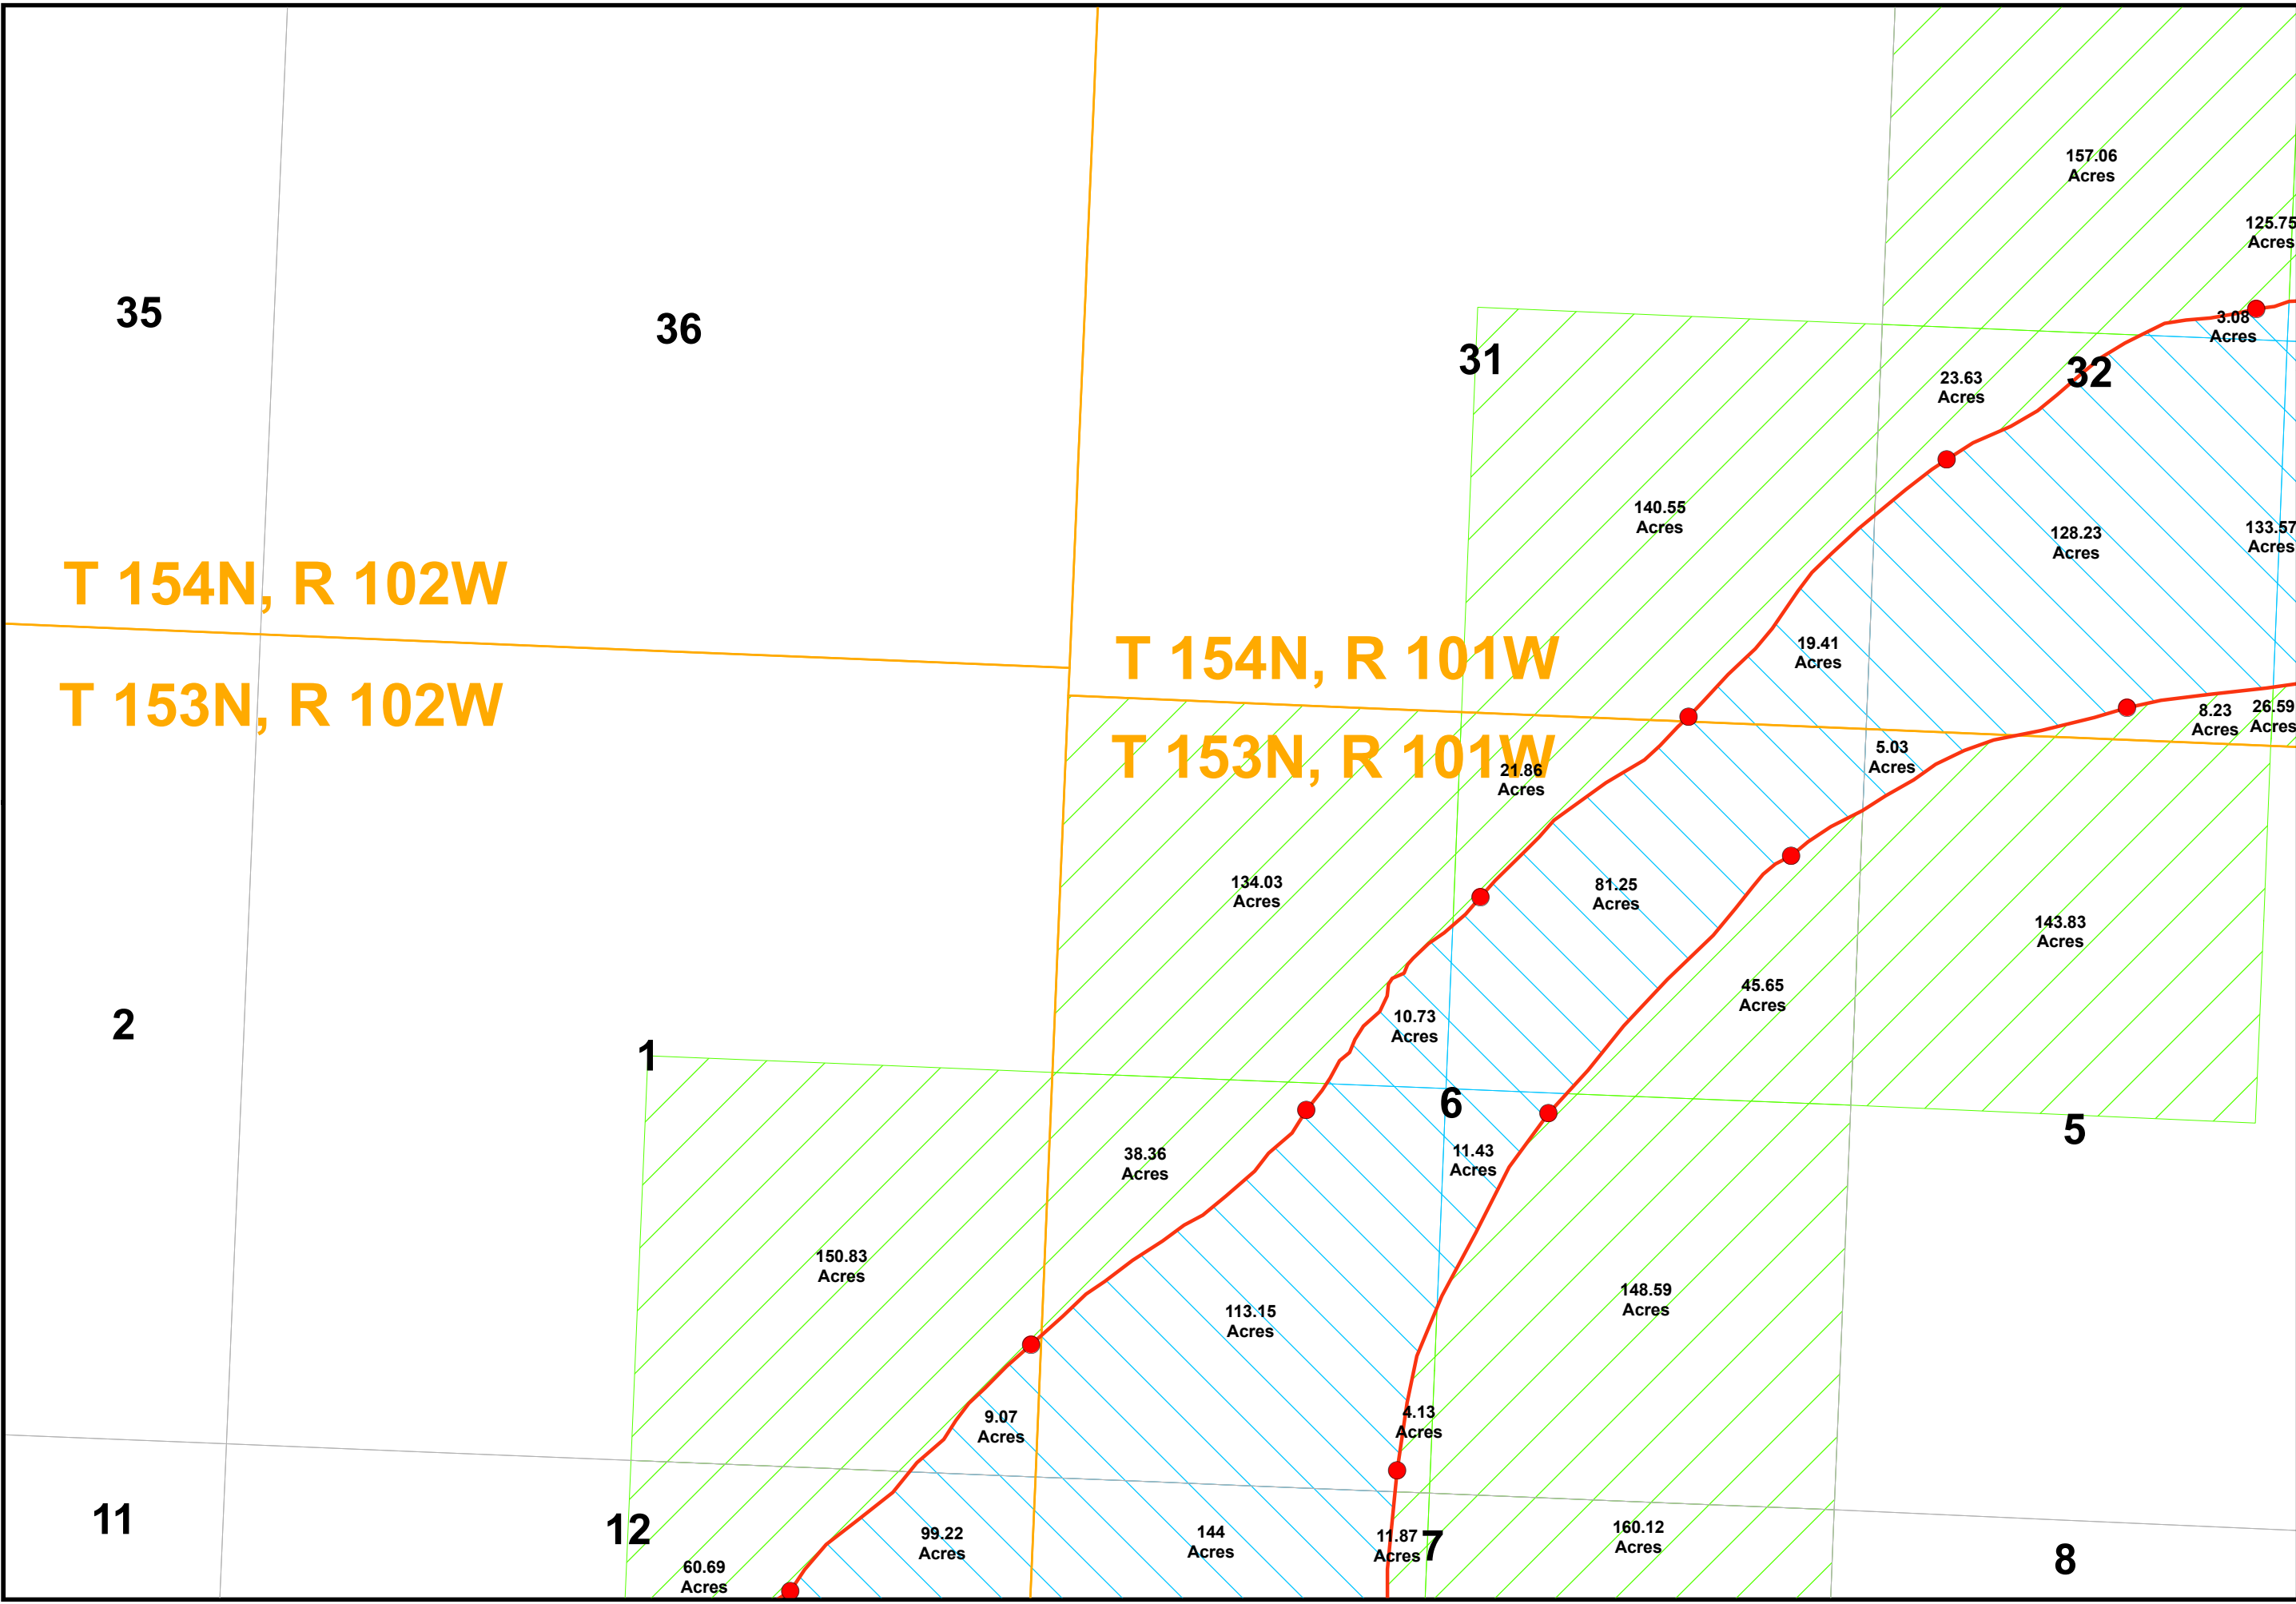 157.06
Acres
125.75
Acres
35
36
3.08
Acres
31
32
23.63
Acres
140.55
Acres
128.23
Acres
133.57
Acres
T 154N, R 102W
T 154N, R 101W
19.41
Acres
T 153N, R 102W
8.23
Acres
26.59
Acres
T 153N, R 101W
5.03
Acres
21.86
Acres
134.03
Acres
81.25
Acres
143.83
Acres
45.65
Acres
2
10.73
Acres
1
6
5
38.36
Acres
11.43
Acres
150.83
Acres
148.59
Acres
113.15
Acres
9.07
Acres
4.13
Acres
11
12
99.22
Acres
144
Acres
11.87
Acres
7
160.12
Acres
8
60.69
Acres